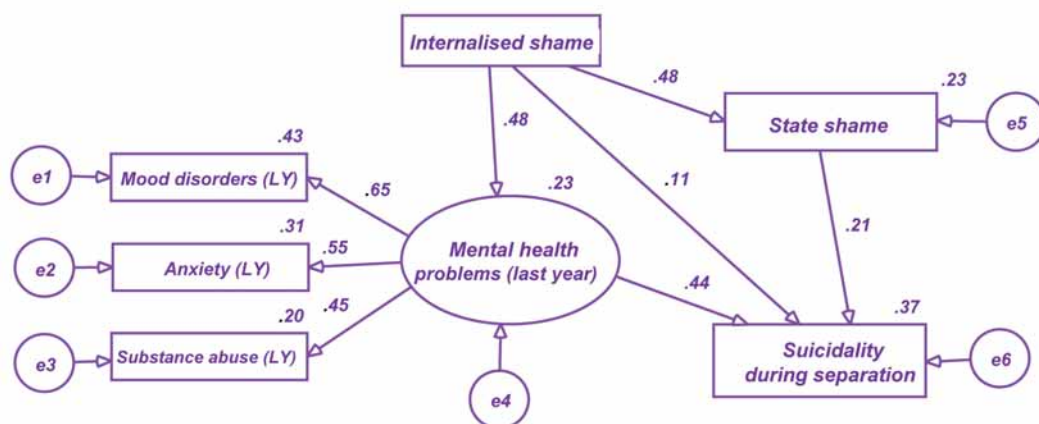 Internalised shame
.48
.23
State shame
e5
.43
.48
e1
Mood disorders (LY)
.65
.23
.11
.21
.31
Mental health
problems (last year)
e2
Anxiety (LY)
.55
.44
.20
.45
.37
e3
Substance abuse (LY)
Suicidality
during separation
e6
e4